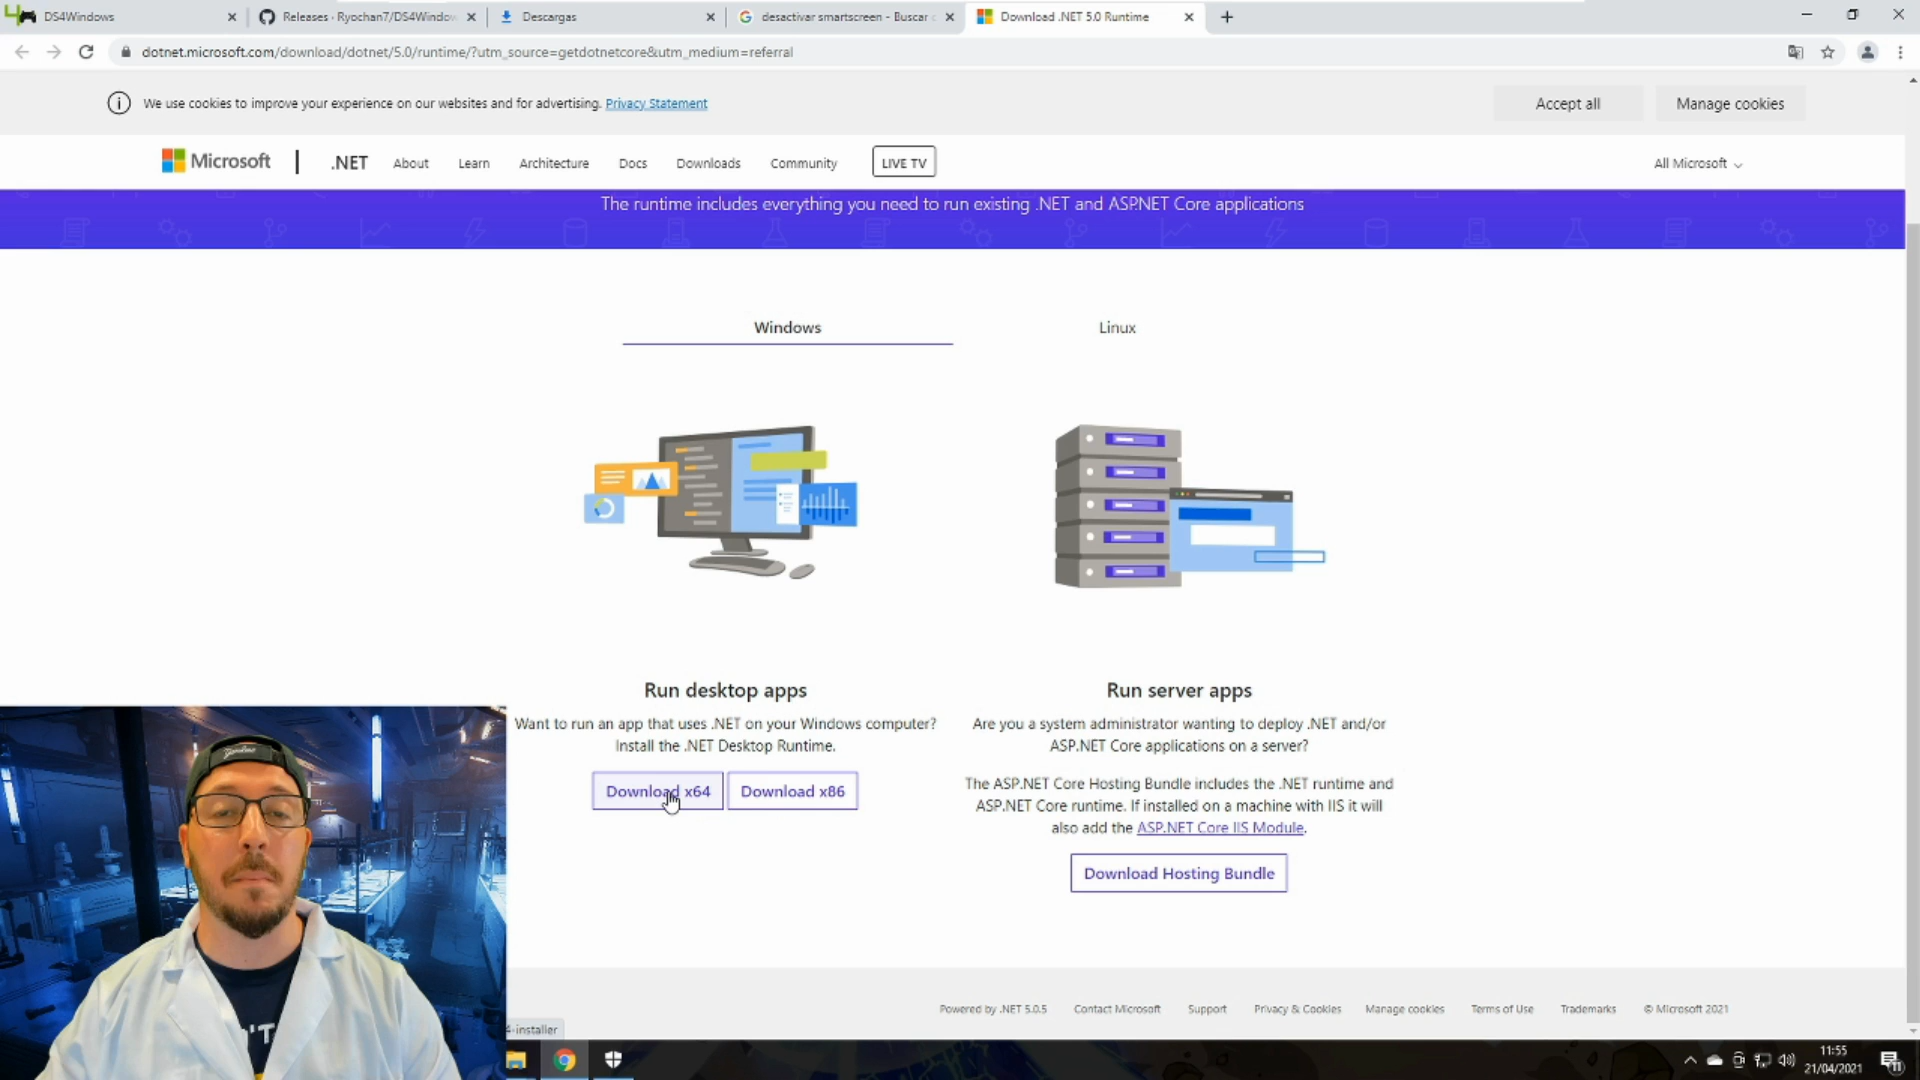 DS4Windows
Releases · Ryochan7/DS4Window
Descargas
desactivar smartscreen - Buscar
Download .NET 5.0 Runtime
dotnet.microsoft.com/download/dotnet/5.0/runtime/?utm_source=getdotnetcore&utm_medium=referral
We use cookies to improve your experience on our websites and for advertising. Privacy Statement
Accept all
Manage cookies
Microsoft
.NET
About
Learn
Architecture
Docs
Downloads
Community
LIVE TV
All Microsoft
The runtime includes everything you need to run existing .NET and ASP.NET Core applications
Windows
Linux
Run desktop apps
Want to run an app that uses .NET on your Windows computer?
Install the .NET Desktop Runtime.
Download x64
Download x86
Run server apps
Are you a system administrator wanting to deploy .NET and/or
ASP.NET Core applications on a server?
The ASP.NET Core Hosting Bundle includes the .NET runtime and
ASP.NET Core runtime. If installed on a machine with IIS it will
also add the ASP.NET Core IIS Module.
Download Hosting Bundle
Powered by .NET 5.0.5
Contact Microsoft
Support
Privacy & Cookies
Manage cookies
Terms of Use
Trademarks
© Microsoft 2021
4-installer
11:55
21/04/2021